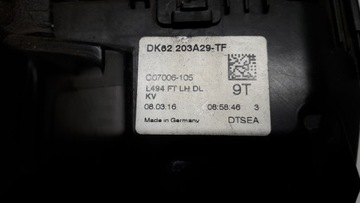 DK62 203A29-TF
C07006-105
L494 FT LH DL
KV
9T
08.03.16 08:58:46 3
Made in Germany DTSEA